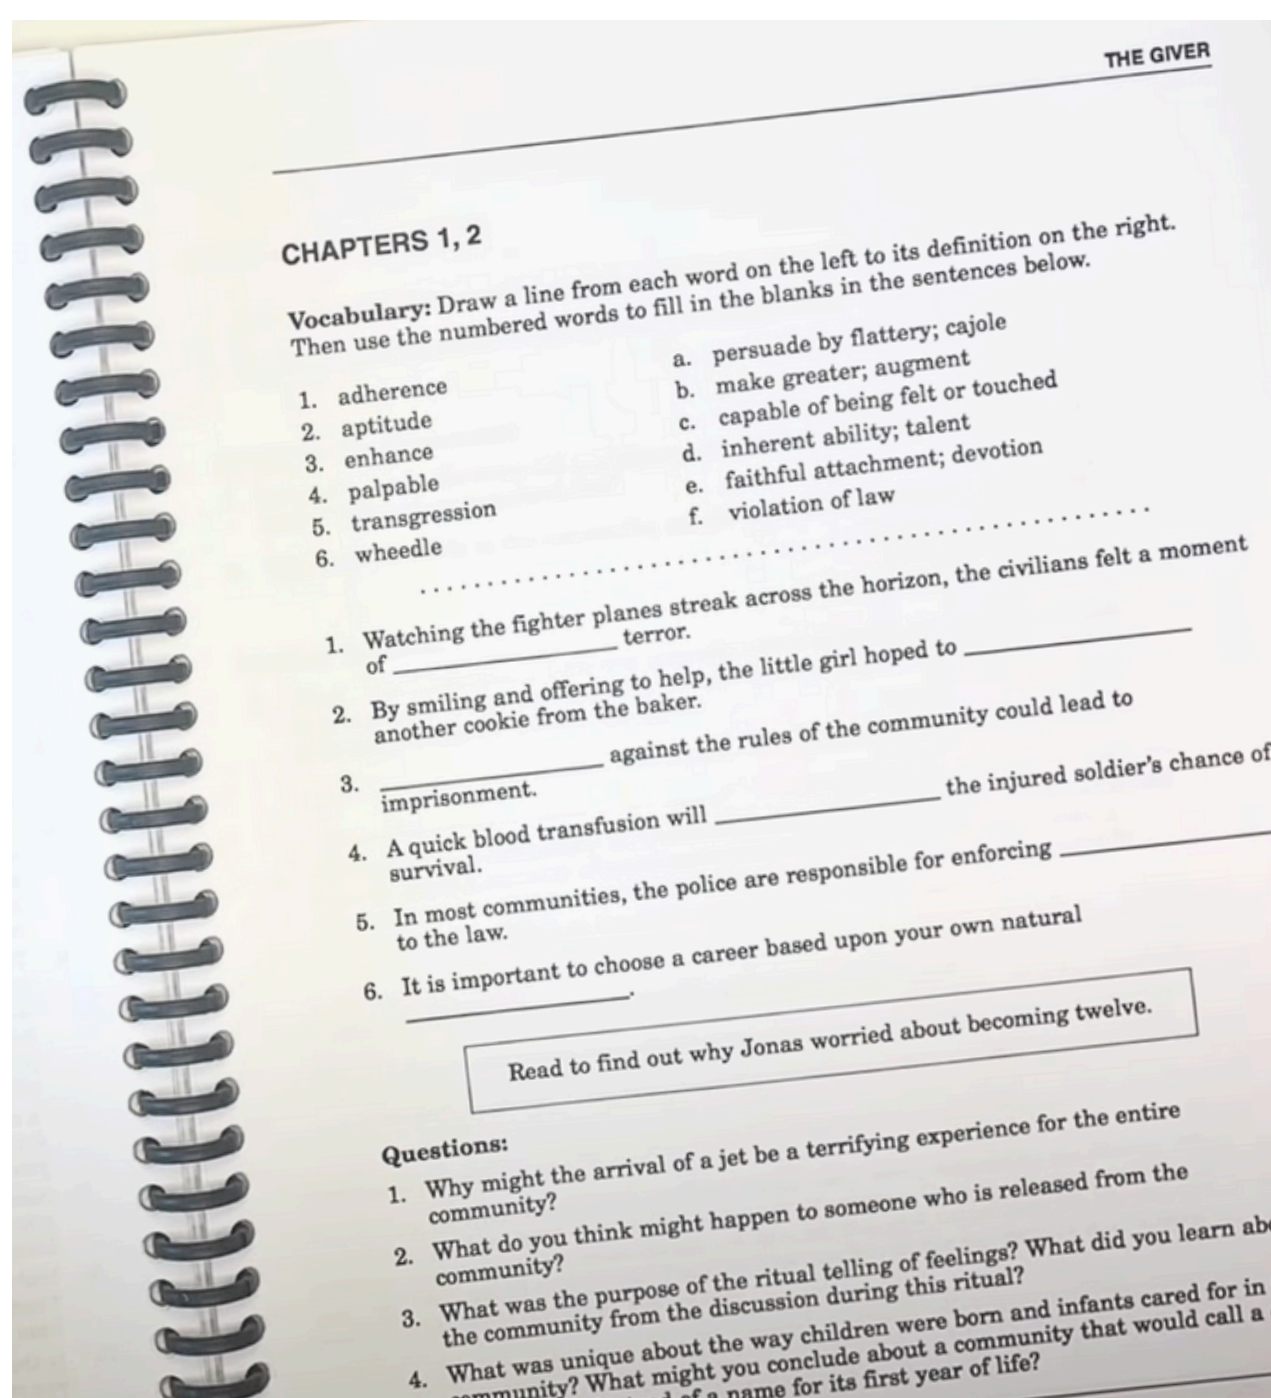 THE GIVER
CHAPTERS 1, 2
Vocabulary: Draw a line from each word on the left to its definition on the right.
Then use the numbered words to fill in the blanks in the sentences below.
1. adherence
2. aptitude
3. enhance
4. palpable
5. transgression
6. wheedle
a. persuade by flattery; cajole
b. make greater; augment
c. capable of being felt or touched
d. inherent ability; talent
e. faithful attachment; devotion
f. violation of law
1. Watching the fighter planes streak across the horizon, the civilians felt a moment
of ____________ terror.
2. By smiling and offering to help, the little girl hoped to ____________
another cookie from the baker.
3. ____________ against the rules of the community could lead to
imprisonment.
4. A quick blood transfusion will ____________ the injured soldier's chance of
survival.
5. In most communities, the police are responsible for enforcing ____________
to the law.
6. It is important to choose a career based upon your own natural
____________.
Read to find out why Jonas worried about becoming twelve.
Questions:
1. Why might the arrival of a jet be a terrifying experience for the entire
community?
2. What do you think might happen to someone who is released from the
community?
3. What was the purpose of the ritual telling of feelings? What did you learn
the community from the discussion during this ritual?
4. What was unique about the way children were born and infants cared for in
What might you conclude about a community that would call a
of a name for its first year of life?